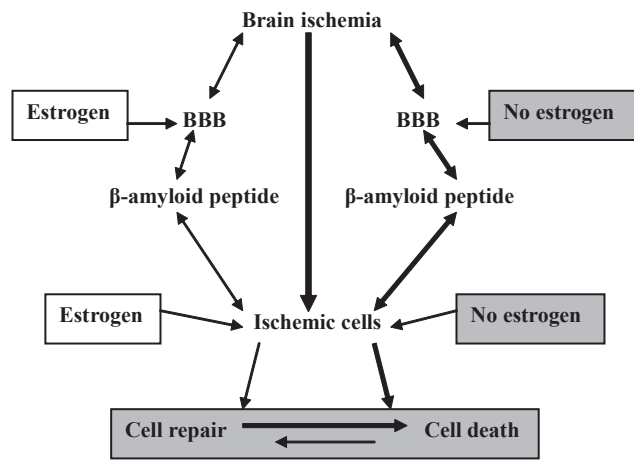 Brain ischemia
Estrogen
BBB
BBB
No estrogen
β-amyloid peptide
β-amyloid peptide
Estrogen
Ischemic cells
No estrogen
Cell repair
Cell death